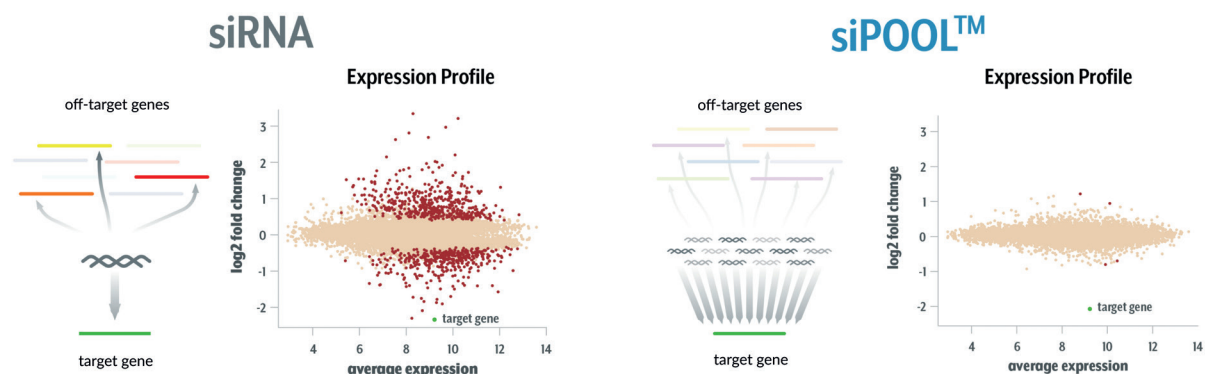 siRNA
Expression Profile
off-target genes
log2 fold change
3
2
1
0
-1
-2
target gene
4
6
8
10
12
14
average expression
target gene
siPOOL™
Expression Profile
off-target genes
log2 fold change
3
2
1
0
-1
-2
target gene
4
6
8
10
12
14
average expression
target gene